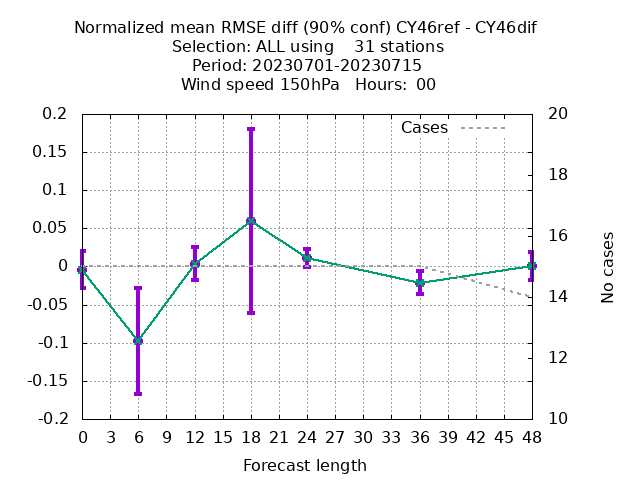 Normalized mean RMSE diff (90% conf) CY46ref - CY46dif
Selection: ALL using    31 stations
Period: 20230701-20230715
Wind speed 150hPa   Hours:  00
Cases
0.2
0.15
0.1
0.05
0
-0.05
-0.1
-0.15
-0.2
20
18
16
14
12
10
No cases
0 3 6 9 12 15 18 21 24 27 30 33 36 39 42 45 48
Forecast length